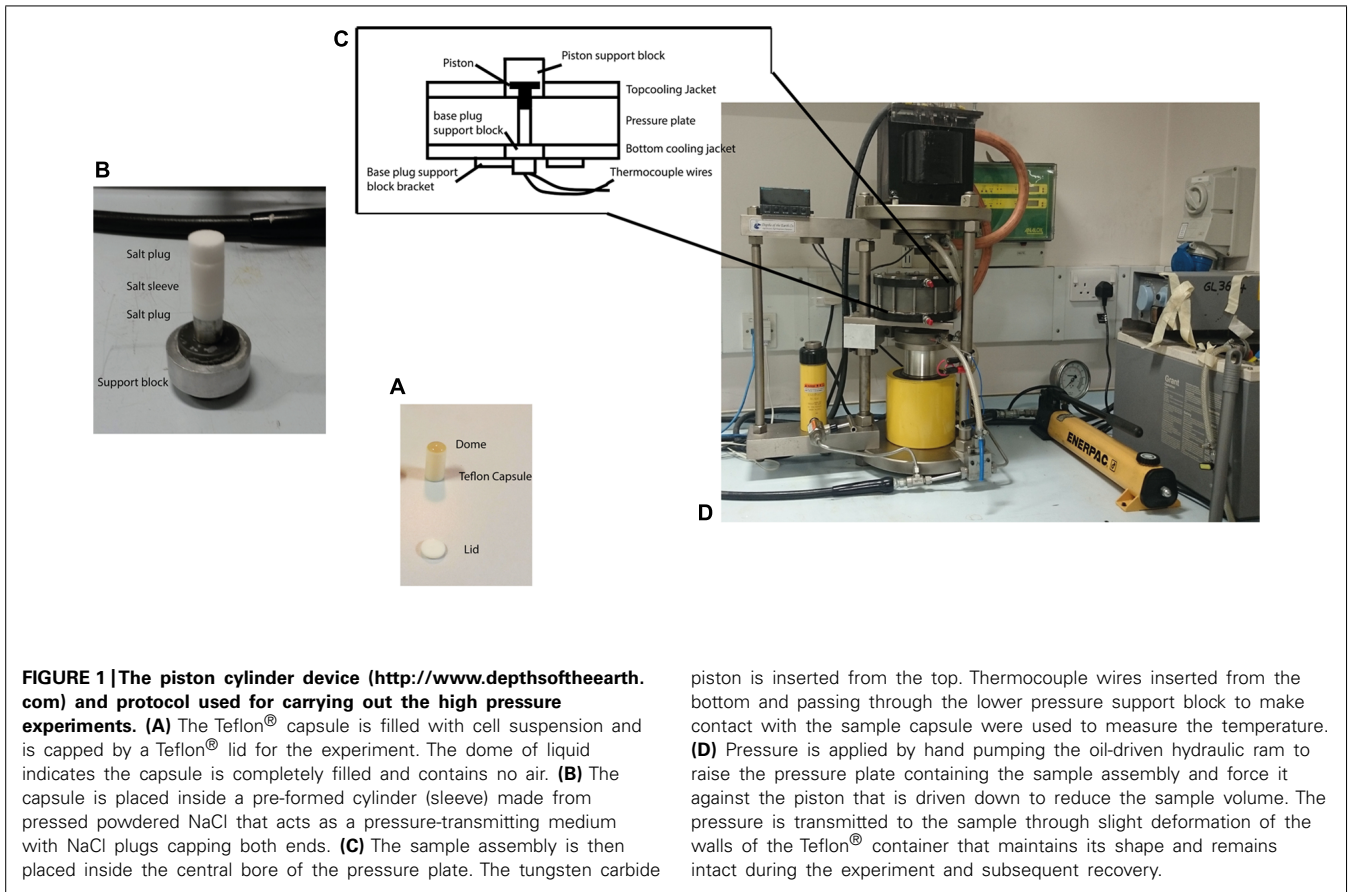 C
Piston
Piston support block
Topcooling Jacket
base plug
support block
Pressure plate
Bottom cooling jacket
Base plug support
block bracket
Thermocouple wires
B
Salt plug
Salt sleeve
Salt plug
Support block
A
Dome
Teflon Capsule
Lid
GL36
Grant
ENERPAC
D
FIGURE 1 | The piston cylinder device (http://www.depthsoftheearth.
com) and protocol used for carrying out the high pressure
experiments. (A) The Teflon® capsule is filled with cell suspension and
is capped by a Teflon® lid for the experiment. The dome of liquid
indicates the capsule is completely filled and contains no air. (B) The
capsule is placed inside a pre-formed cylinder (sleeve) made from
pressed powdered NaCl that acts as a pressure-transmitting medium
with NaCl plugs capping both ends. (C) The sample assembly is then
placed inside the central bore of the pressure plate. The tungsten carbide
piston is inserted from the top. Thermocouple wires inserted from the
bottom and passing through the lower pressure support block to make
contact with the sample capsule were used to measure the temperature.
(D) Pressure is applied by hand pumping the oil-driven hydraulic ram to
raise the pressure plate containing the sample assembly and force it
against the piston that is driven down to reduce the sample volume. The
pressure is transmitted to the sample through slight deformation of the
walls of the Teflon® container that maintains its shape and remains
intact during the experiment and subsequent recovery.